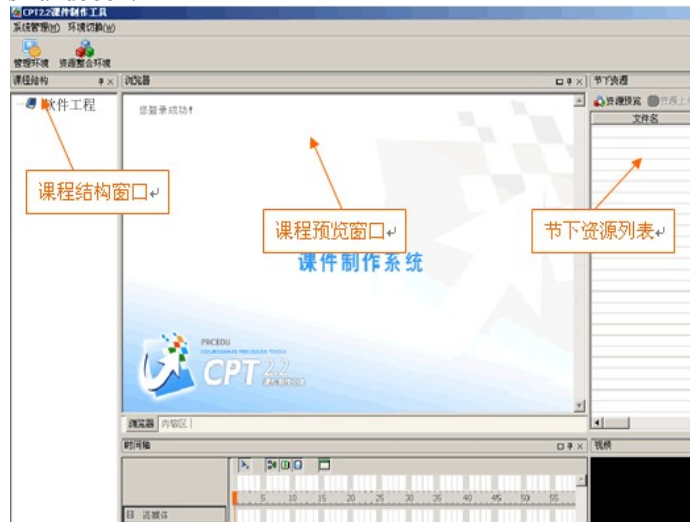 CPT2.2课件制作工具
系统管理(M) 环境切换(W)
管理环境 资源整合环境
课程结构
浏览器
节下资源
软件工程
您登录成功!
资源预览
文件名
课程结构窗口
课程预览窗口
节下资源列表
课件制作系统
PRCEDU
CPT 2.2
浏览器 内容区
时间轴
视频
5 10 15 20 25 30 35 40 45 50 55
流媒体